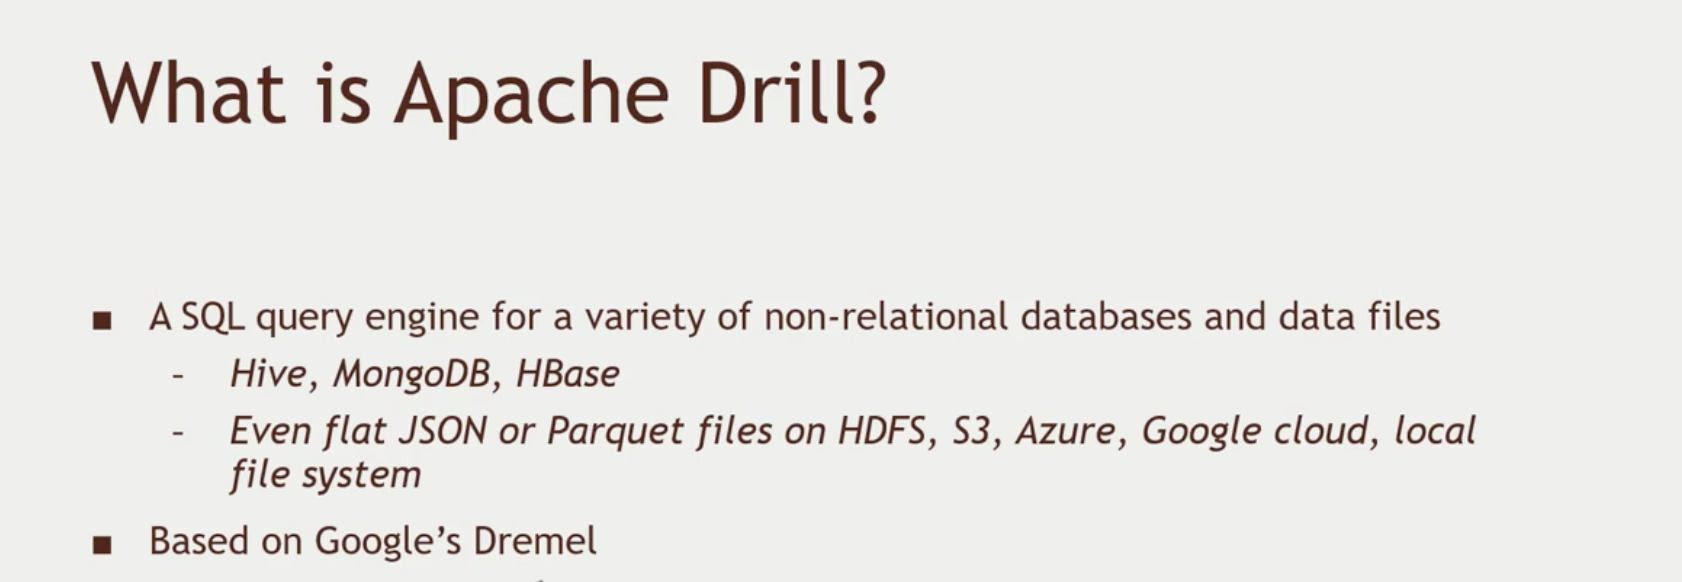 What is Apache Drill?
■ A SQL query engine for a variety of non-relational databases and data files
– Hive, MongoDB, HBase
– Even flat JSON or Parquet files on HDFS, S3, Azure, Google cloud, local
file system
■ Based on Google’s Dremel